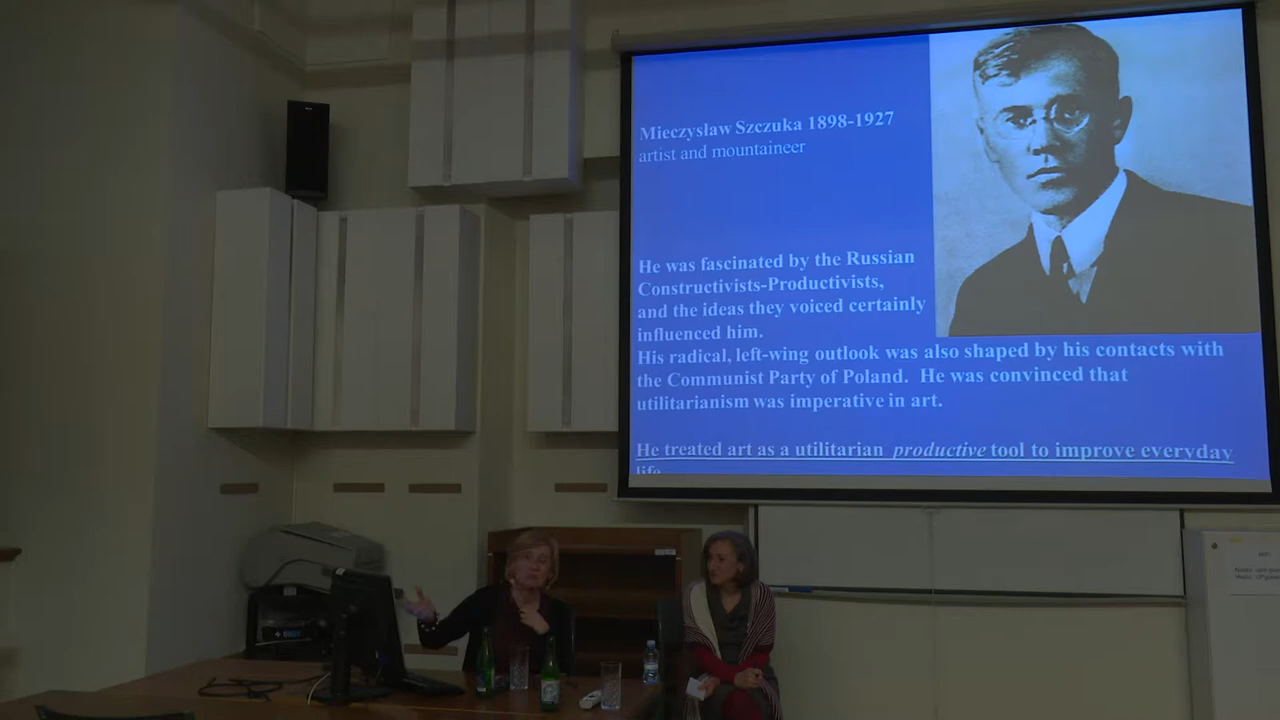 Mieczysław Szczuka 1898-1927
artist and mountaineer
He was fascinated by the Russian
Constructivists-Productivists,
and the ideas they voiced certainly
influenced him.
His radical, left-wing outlook was also shaped by his contacts with
the Communist Party of Poland. He was convinced that
utilitarianism was imperative in art.
He treated art as a utilitarian productive tool to improve everyday
life